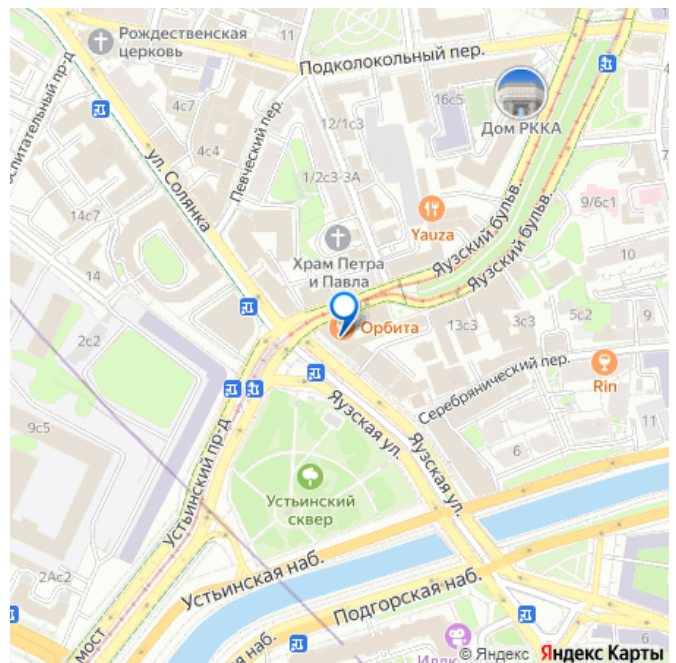 Рождественская
церковь
11
Подколокольный пер.
спитательный пр-д
4с7
Певческий пер.
12/1с3
16с5
Дом РККА
ул. Солянка
4с4
1/2с3-3А
7
9/6с1
14с7
Yauza
Яузский бульв.
Яузский бульв.
Храм Петра
и Павла
10
14
2с2
Орбита
13с3
3с3
5с2
9
Серебрянический пер.
Rin
Яузская ул.
Яузская ул.
11
9с5
6
6
Устьинский пр-д
Устьинский
сквер
2Ас2
Устьинская наб.
Подгорская наб.
мост
наб.
© Яндекс Яндекс Карты